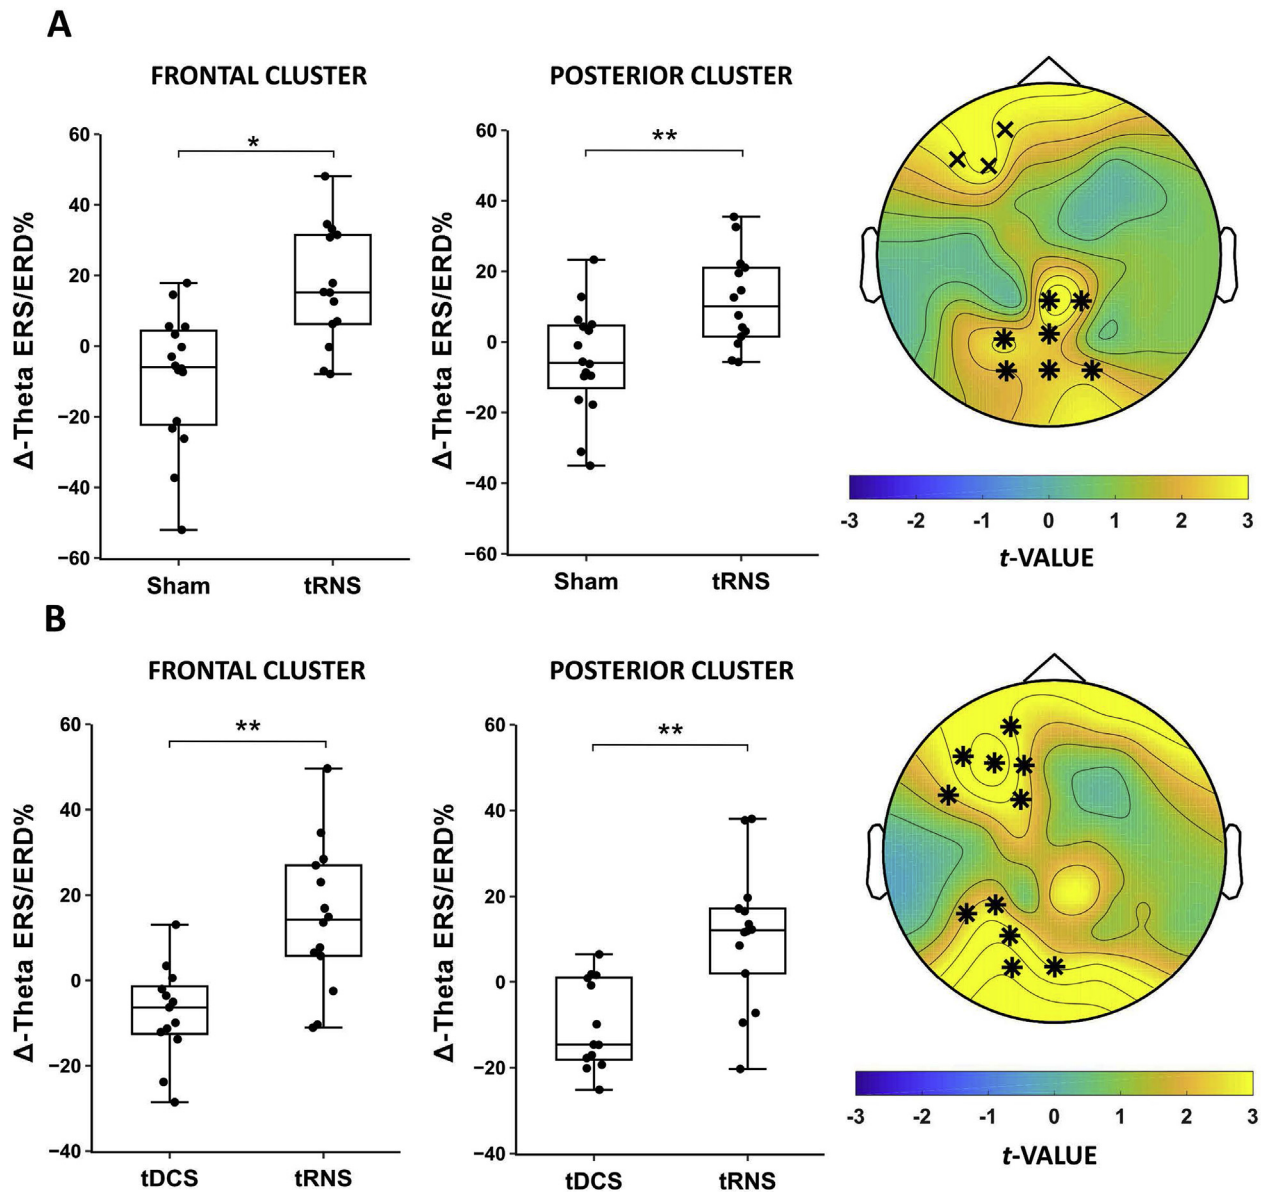 A
FRONTAL CLUSTER
Δ-Theta ERS/ERD%
60
40
20
0
−20
−40
−60
*
Sham tRNS
POSTERIOR CLUSTER
Δ-Theta ERS/ERD%
60
40
20
0
−20
−40
−60
**
Sham tRNS
-3 -2 -1 0 1 2 3
t-VALUE
B
FRONTAL CLUSTER
Δ-Theta ERS/ERD%
60
40
20
0
−20
−40
**
tDCS tRNS
POSTERIOR CLUSTER
Δ-Theta ERS/ERD%
60
40
20
0
−20
−40
**
tDCS tRNS
-3 -2 -1 0 1 2 3
t-VALUE